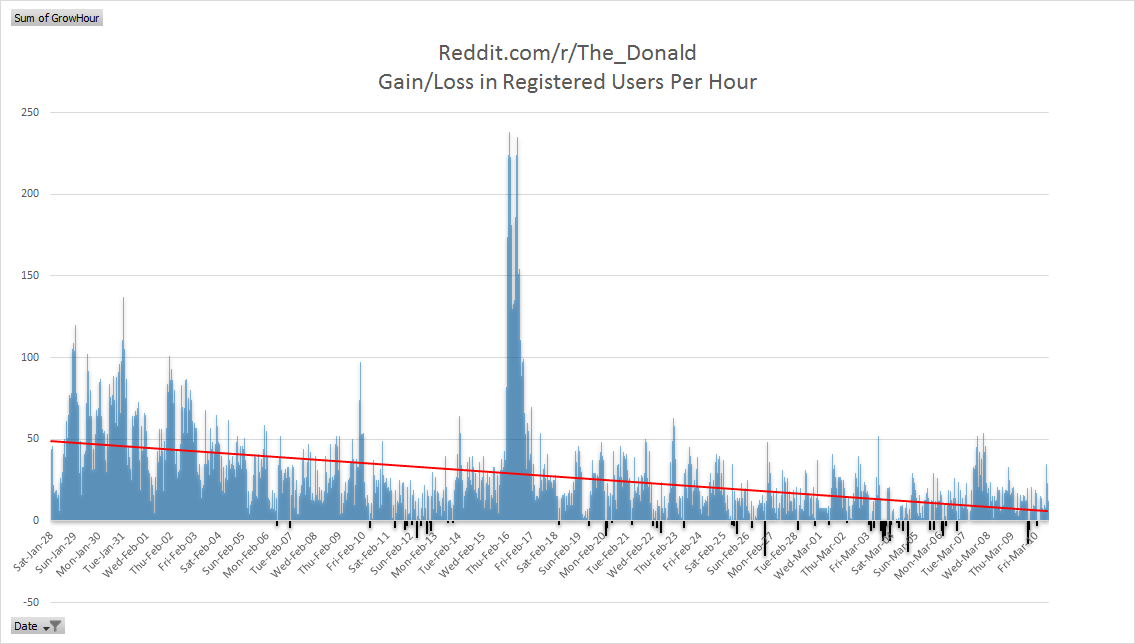 Sum of GrowHour
Reddit.com/r/The_Donald
Gain/Loss in Registered Users Per Hour
250
200
150
100
50
0
-50
Sat-Jan-28
Sun-Jan-29
Mon-Jan-30
Tue-Jan-31
Wed-Feb-01
Thu-Feb-02
Fri-Feb-03
Sat-Feb-04
Sun-Feb-05
Mon-Feb-06
Tue-Feb-07
Wed-Feb-08
Thu-Feb-09
Fri-Feb-10
Sat-Feb-11
Sun-Feb-12
Mon-Feb-13
Tue-Feb-14
Wed-Feb-15
Thu-Feb-16
Fri-Feb-17
Sat-Feb-18
Sun-Feb-19
Mon-Feb-20
Tue-Feb-21
Wed-Feb-22
Thu-Feb-23
Fri-Feb-24
Sat-Feb-25
Sun-Feb-26
Mon-Feb-27
Tue-Feb-28
Wed-Mar-01
Thu-Mar-02
Fri-Mar-03
Sat-Mar-04
Sun-Mar-05
Mon-Mar-06
Tue-Mar-07
Wed-Mar-08
Thu-Mar-09
Fri-Mar-10
Date